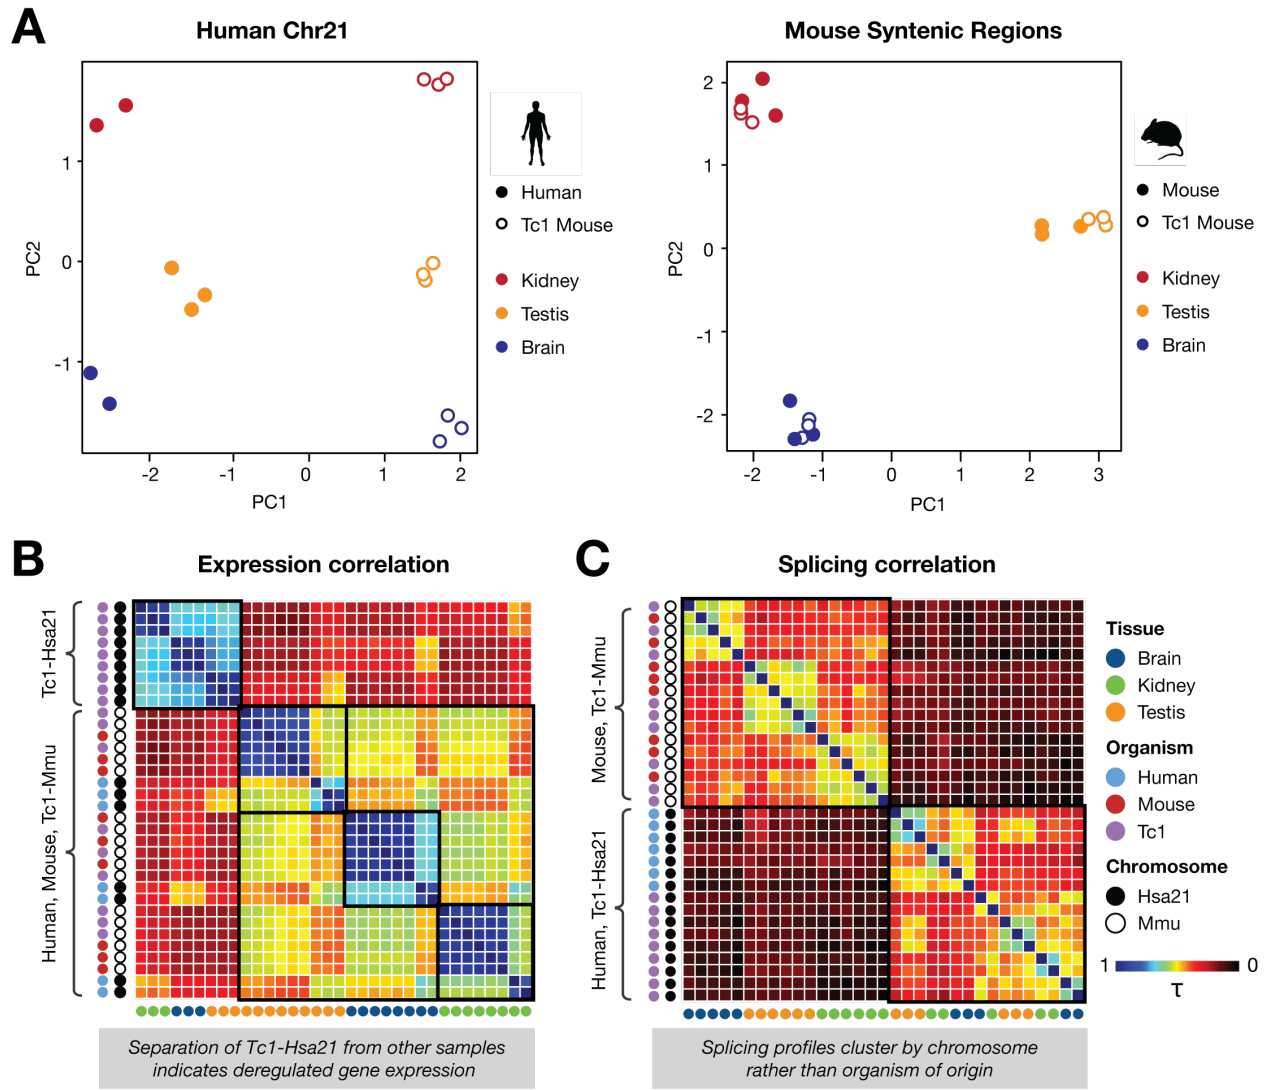 A
Human Chr21
Mouse Syntenic Regions
PC2
1
0
-1
-2
-1
0
1
2
PC1
Human
Tc1 Mouse
Kidney
Testis
Brain
PC2
2
1
0
-1
-2
-2
-1
0
1
2
3
PC1
Mouse
Tc1 Mouse
Kidney
Testis
Brain
B
Expression correlation
Tc1-Hsa21
Human, Mouse, Tc1-Mmu
Separation of Tc1-Hsa21 from other samples
indicates deregulated gene expression
C
Splicing correlation
Mouse, Tc1-Mmu
Human, Tc1-Hsa21
Splicing profiles cluster by chromosome
rather than organism of origin
Tissue
Brain
Kidney
Testis
Organism
Human
Mouse
Tc1
Chromosome
Hsa21
Mmu
1 0
τ